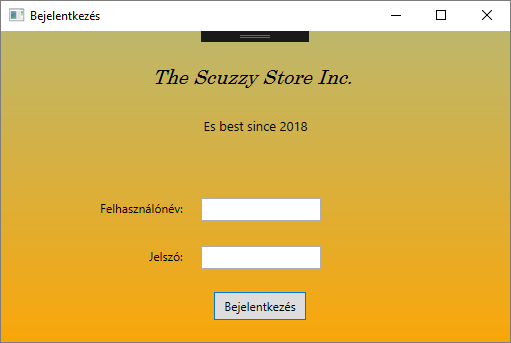 Bejelentkezés
The Scuzzy Store Inc.
Es best since 2018
Felhasználónév:
Jelszó:
Bejelentkezés